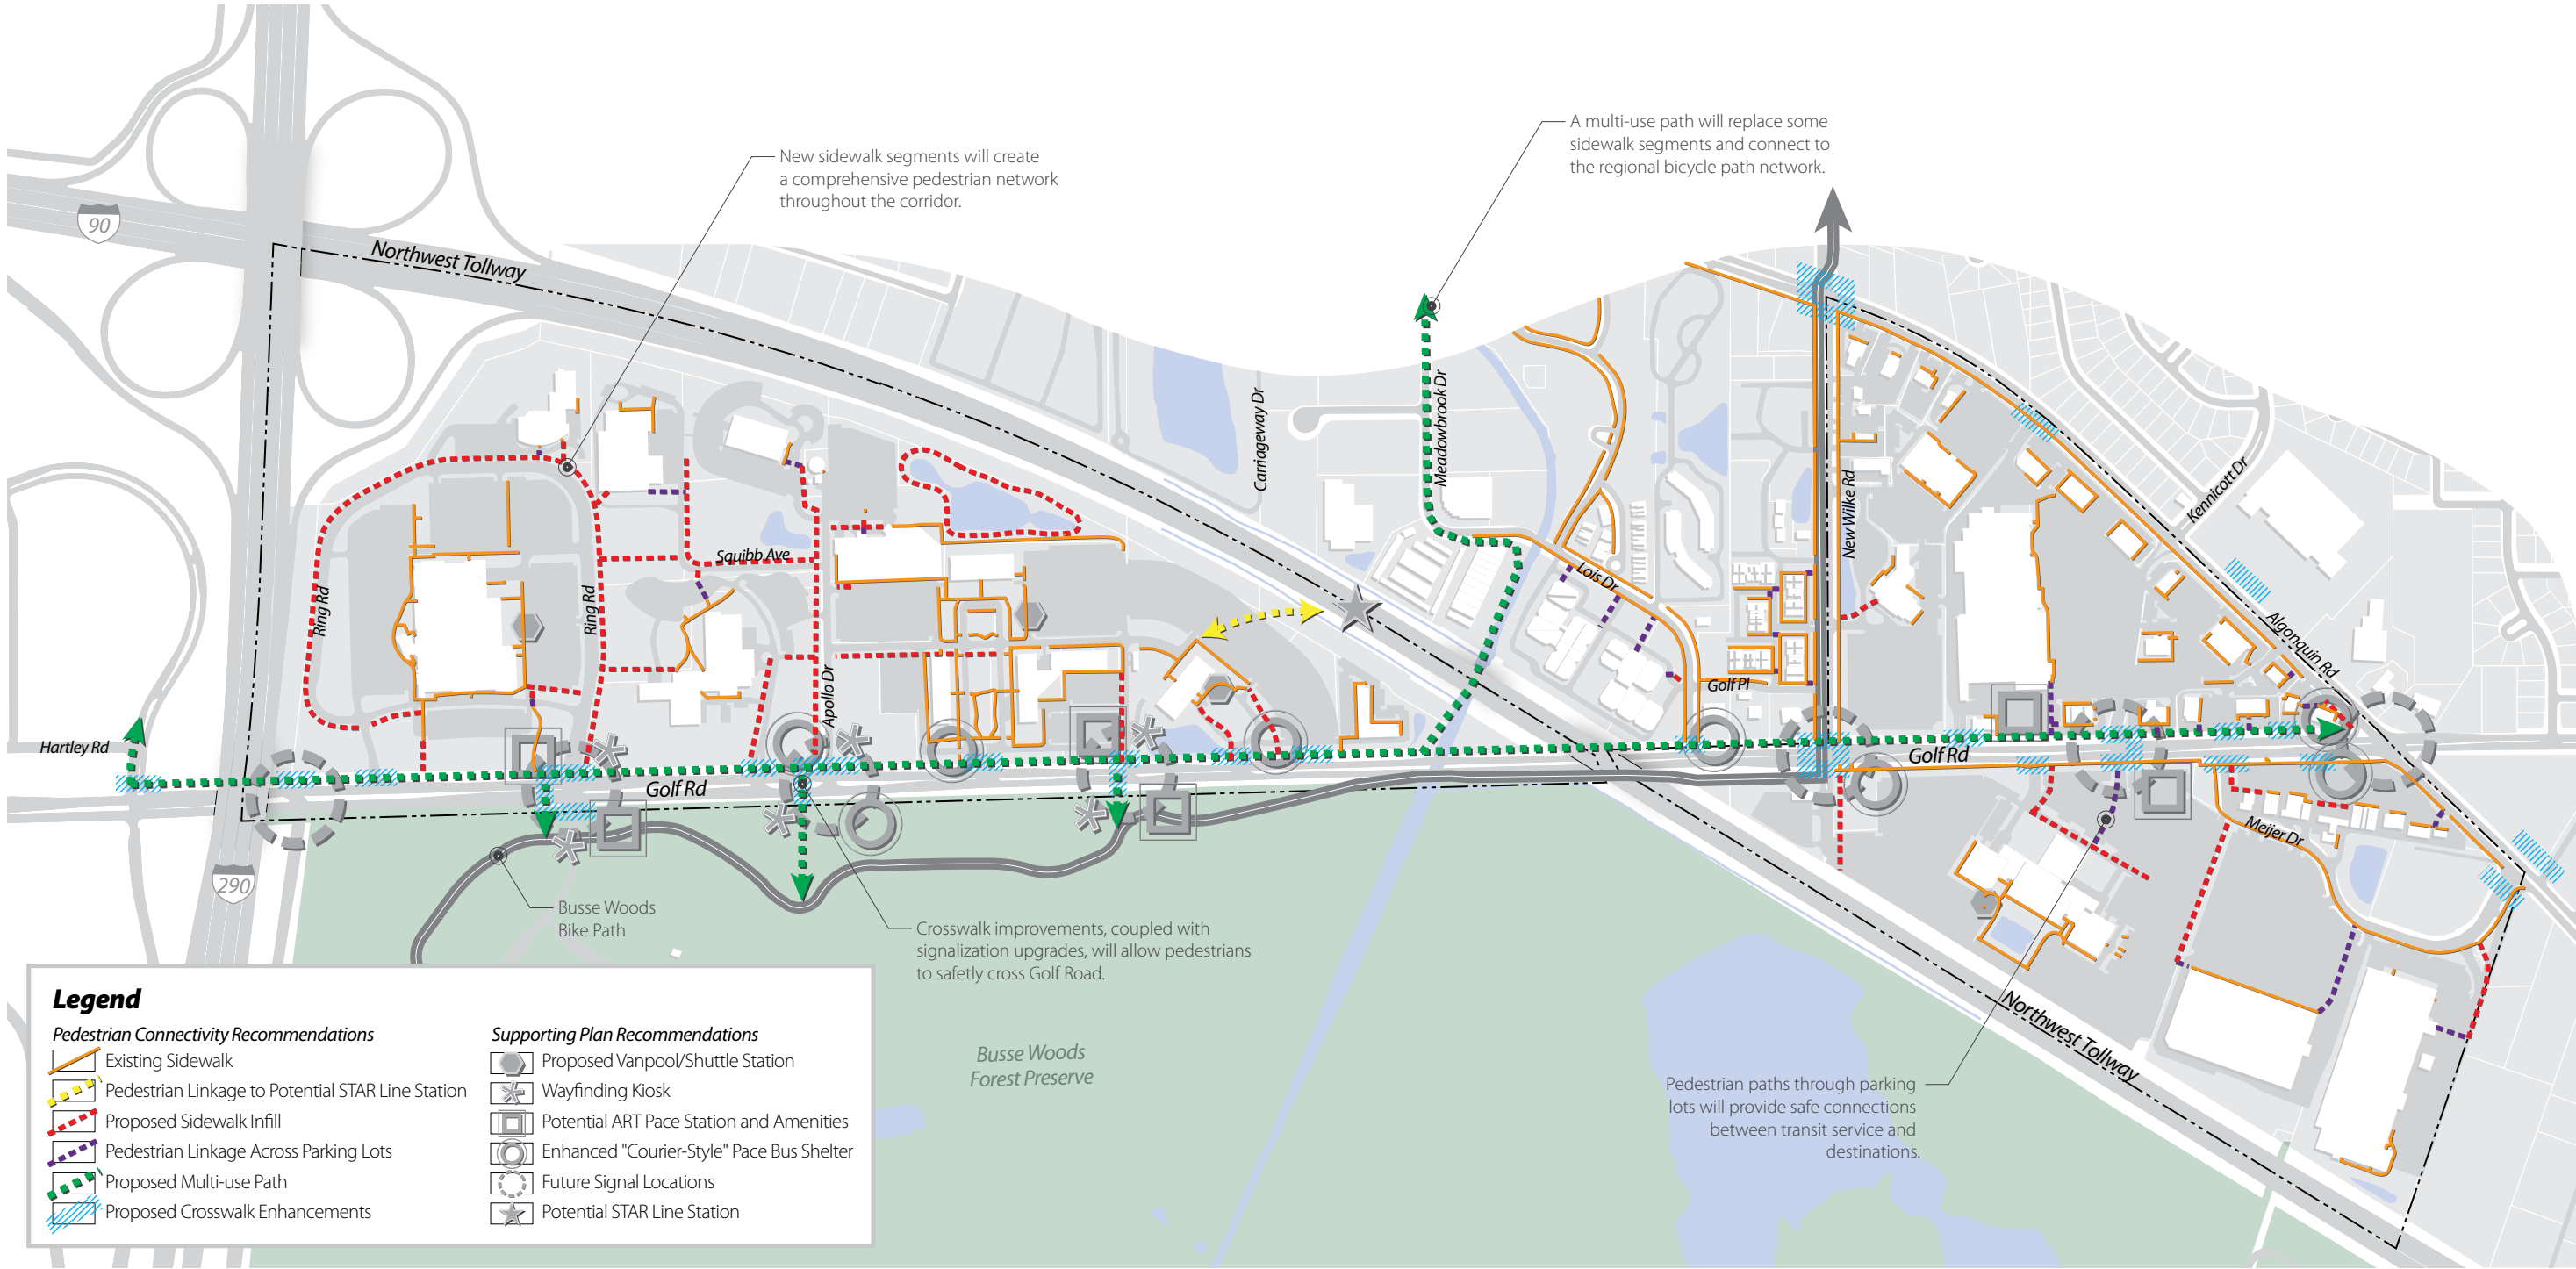 A multi-use path will replace some
sidewalk segments and connect to
the regional bicycle path network.
New sidewalk segments will create
a comprehensive pedestrian network
throughout the corridor.
90
Northwest Tollway
Carriageway Dr
Meadowbrook Dr
New Wilke Rd
Kennicott Dr
Squibb Ave
Lois Dr
Ring Rd
Ring Rd
Algonquin Rd
Apollo Dr
Golf Pl
Hartley Rd
Golf Rd
Golf Rd
Meijer Dr
290
Busse Woods
Bike Path
Crosswalk improvements, coupled with
signalization upgrades, will allow pedestrians
to safetly cross Golf Road.
Northwest Tollway
Busse Woods
Forest Preserve
Pedestrian paths through parking
lots will provide safe connections
between transit service and
destinations.
Legend
Pedestrian Connectivity Recommendations
Existing Sidewalk
Pedestrian Linkage to Potential STAR Line Station
Proposed Sidewalk Infill
Pedestrian Linkage Across Parking Lots
Proposed Multi-use Path
Proposed Crosswalk Enhancements
Supporting Plan Recommendations
Proposed Vanpool/Shuttle Station
Wayfinding Kiosk
Potential ART Pace Station and Amenities
Enhanced "Courier-Style" Pace Bus Shelter
Future Signal Locations
Potential STAR Line Station